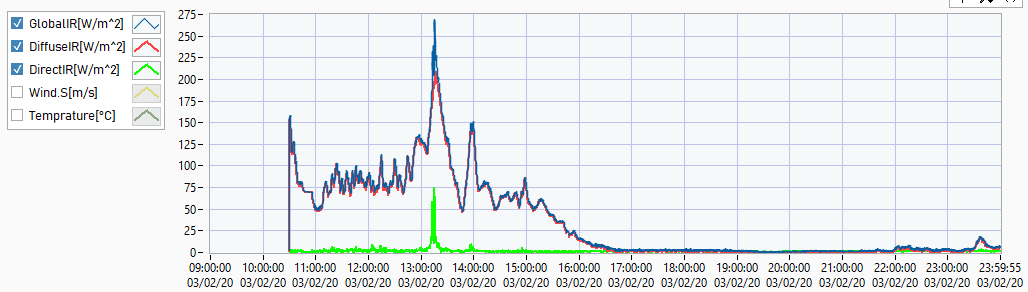 GlobalIR[W/m^2]
DiffuseIR[W/m^2]
DirectIR[W/m^2]
Wind.S[m/s]
Temprature[°C]
275
250
225
200
175
150
125
100
75
50
25
0
09:00:00 10:00:00 11:00:00 12:00:00 13:00:00 14:00:00 15:00:00 16:00:00 17:00:00 18:00:00 19:00:00 20:00:00 21:00:00 22:00:00 23:00:00 23:59:55
03/02/20 03/02/20 03/02/20 03/02/20 03/02/20 03/02/20 03/02/20 03/02/20 03/02/20 03/02/20 03/02/20 03/02/20 03/02/20 03/02/20 03/02/20 03/02/20